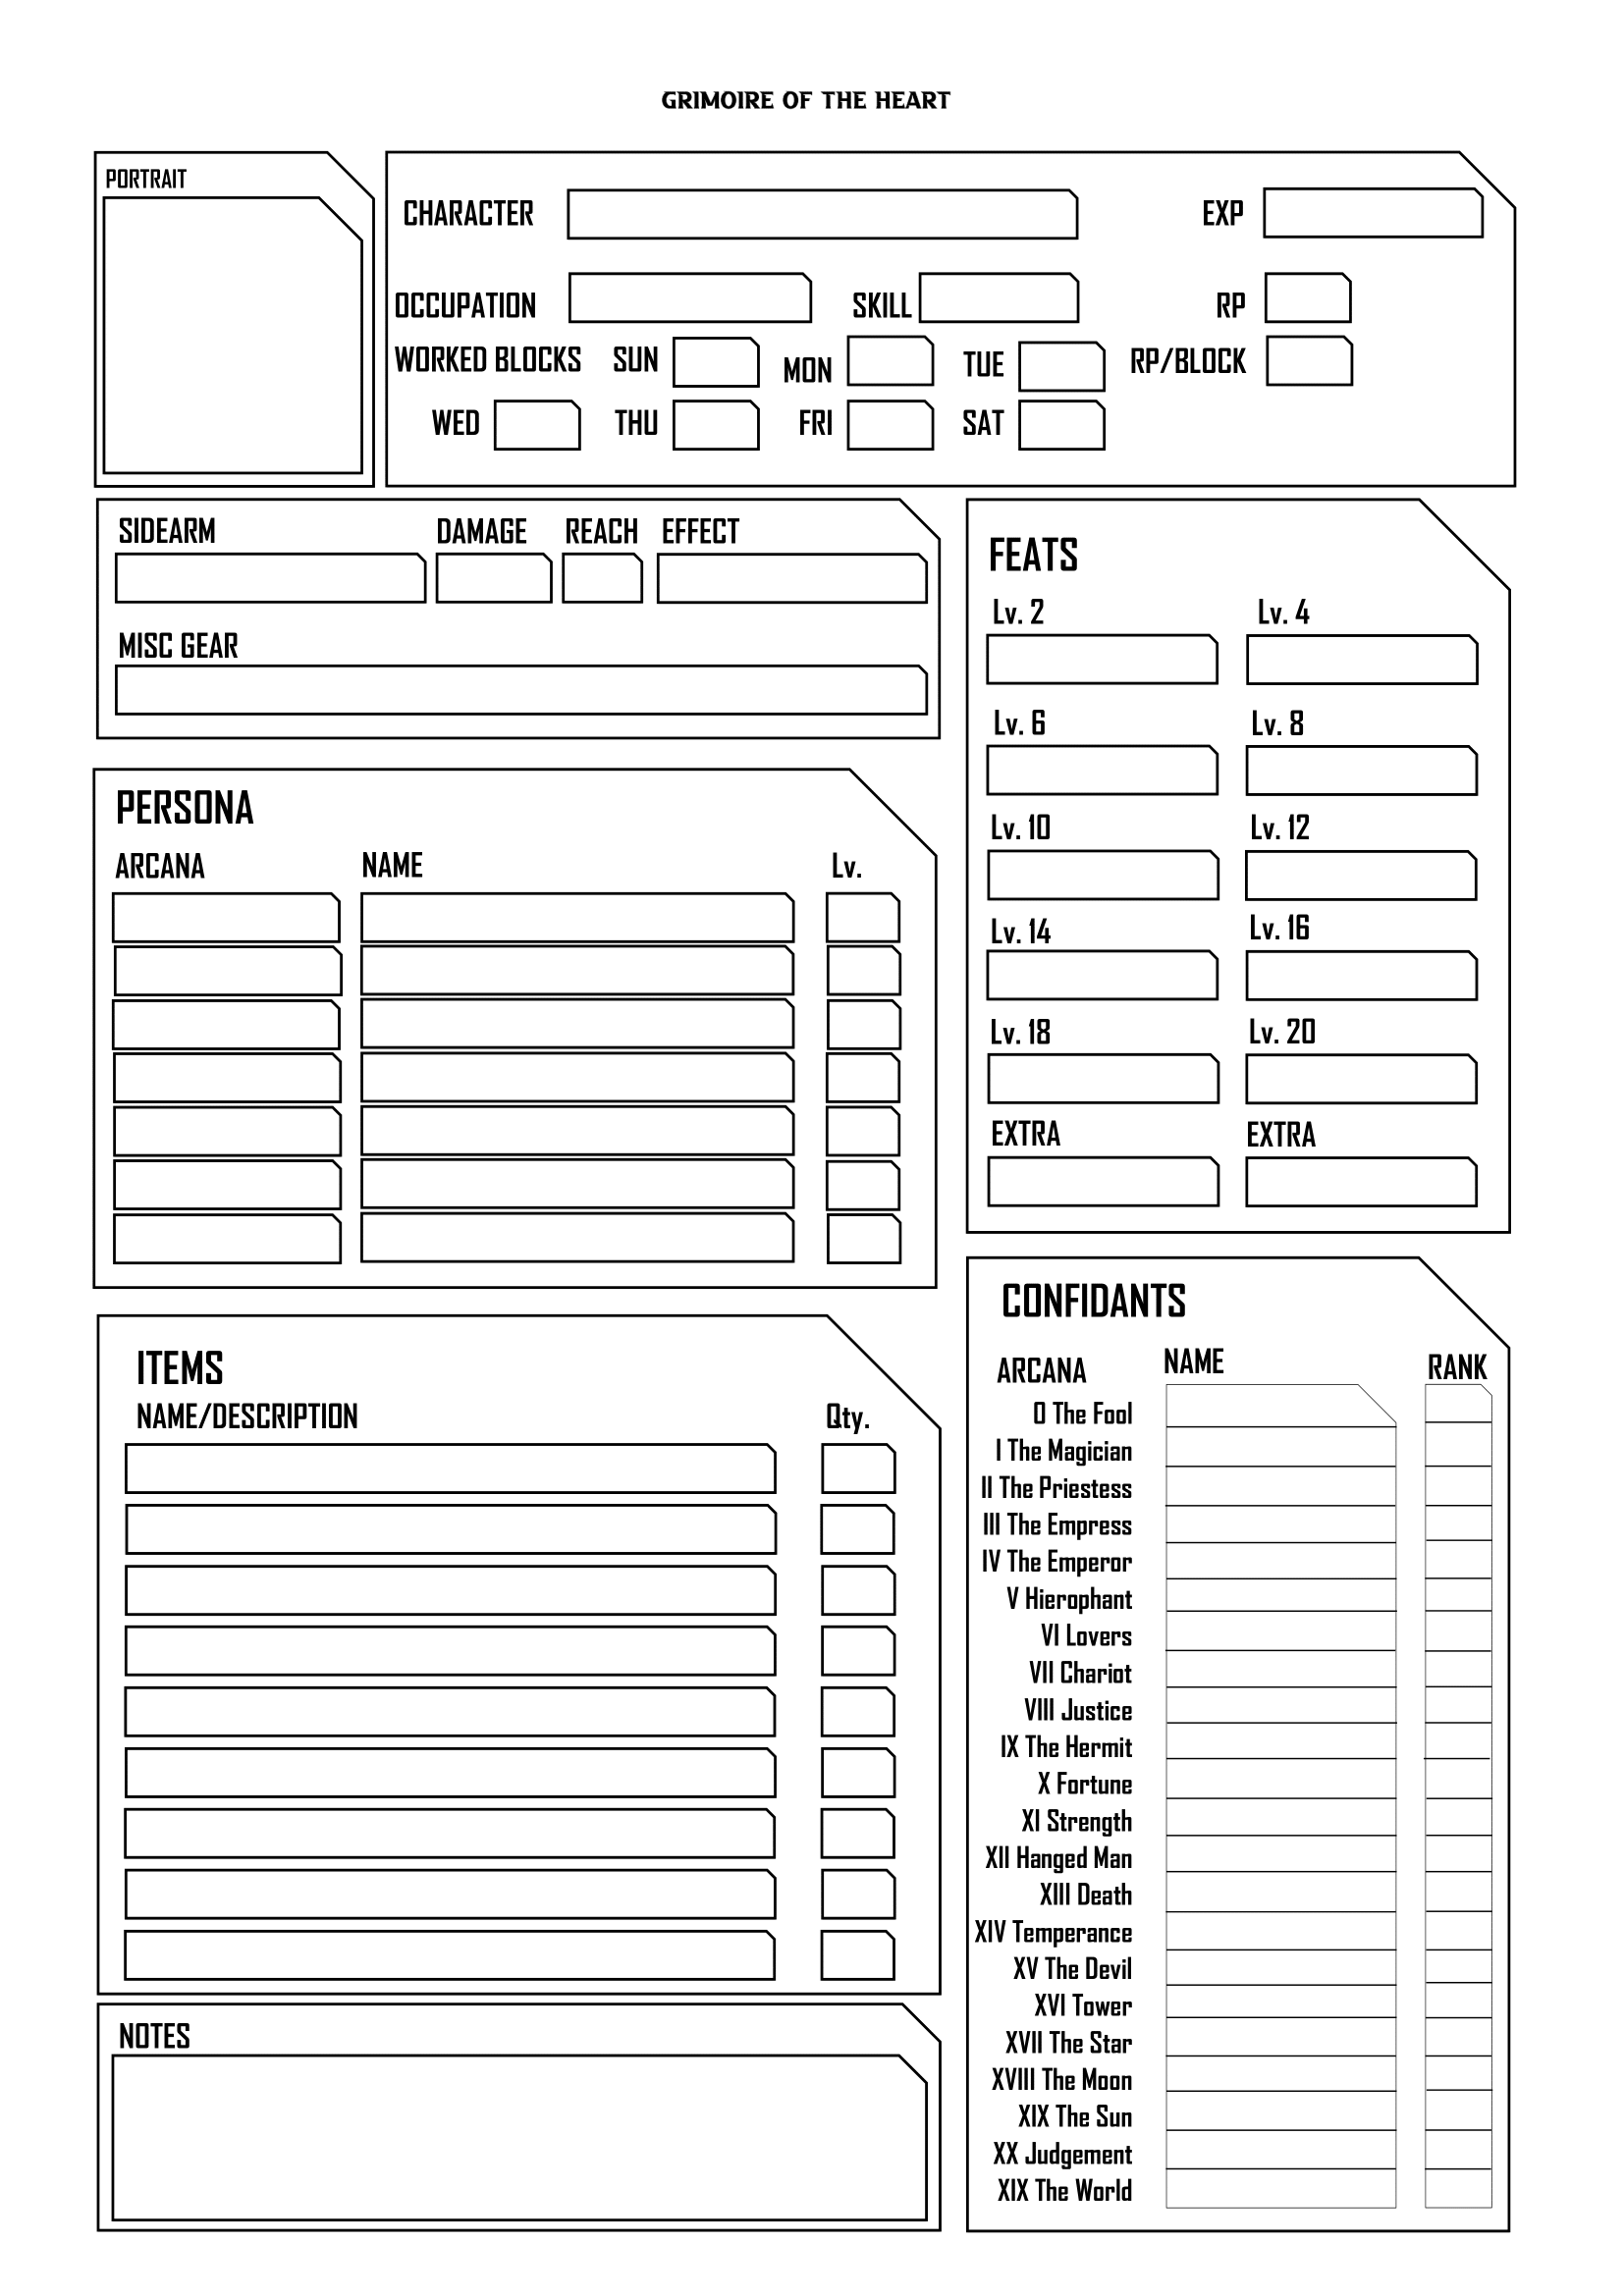 GRIMOIRE OF THE HEART
PORTRAIT
CHARACTER EXP
OCCUPATION SKILL RP
WORKED BLOCKS SUN MON TUE RP/BLOCK
WED THU FRI SAT
SIDEARM DAMAGE REACH EFFECT
MISC GEAR
PERSONA
ARCANA NAME Lv.
ITEMS
NAME/DESCRIPTION Qty.
NOTES
FEATS
Lv. 2 Lv. 4
Lv. 6 Lv. 8
Lv. 10 Lv. 12
Lv. 14 Lv. 16
Lv. 18 Lv. 20
EXTRA EXTRA
CONFIDANTS
ARCANA NAME RANK
0 The Fool
I The Magician
II The Priestess
III The Empress
IV The Emperor
V Hierophant
VI Lovers
VII Chariot
VIII Justice
IX The Hermit
X Fortune
XI Strength
XII Hanged Man
XIII Death
XIV Temperance
XV The Devil
XVI Tower
XVII The Star
XVIII The Moon
XIX The Sun
XX Judgement
XIX The World